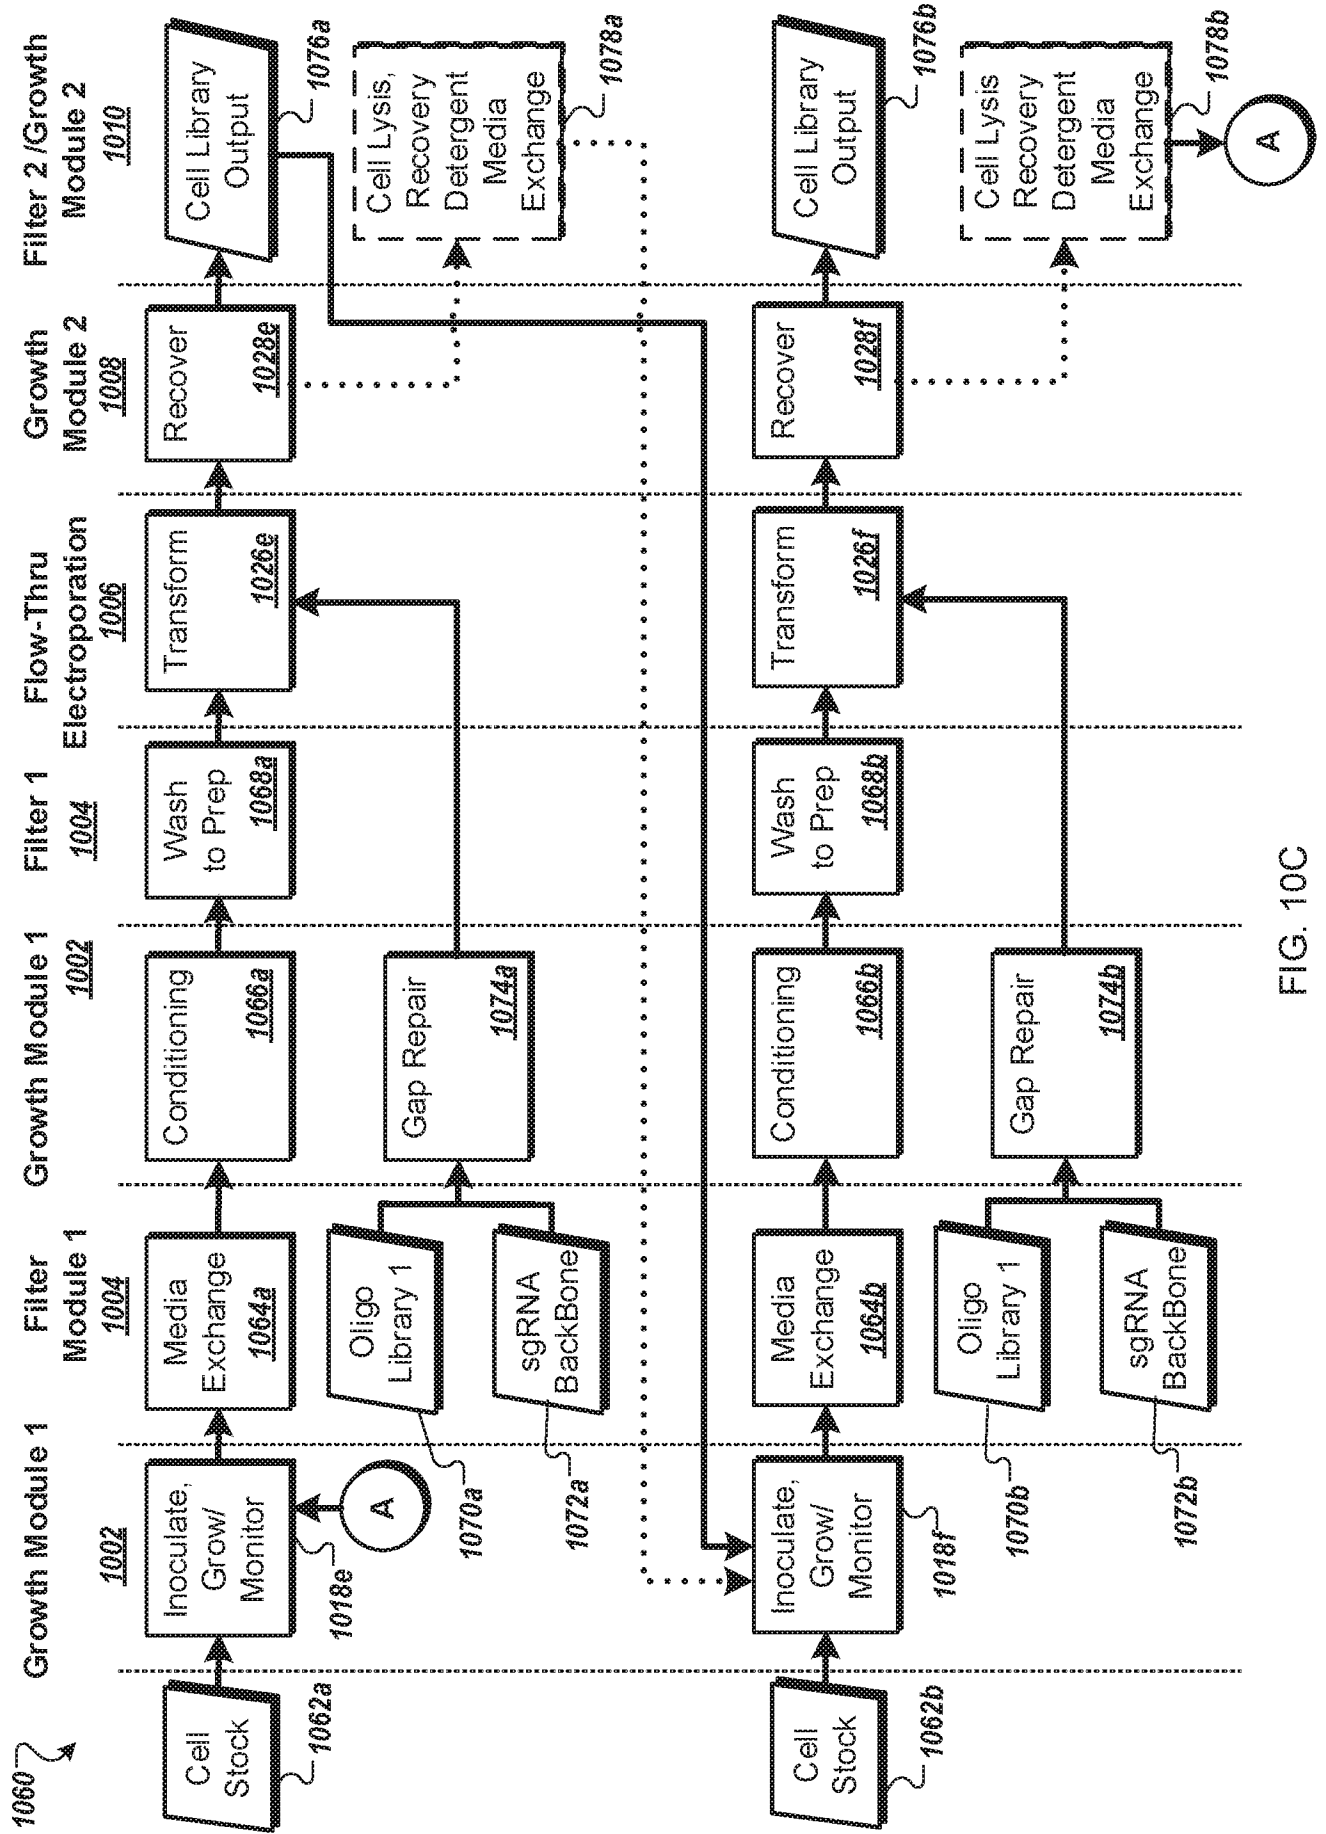 1060
Growth Module 1
1002
Filter
Module 1
1004
Growth Module 1
1002
Filter 1
1004
Flow-Thru
Electroporation
1006
Growth
Module 2
1008
Filter 2 /Growth
Module 2
1010
Cell
Stock
1062a
Inoculate,
Grow/
Monitor
1018e
A
Media
Exchange
1064a
Conditioning
1066a
Wash
to Prep
1068a
Transform
1026e
Recover
1028e
Cell Library
Output
1076a
Oligo
Library 1
1070a
sgRNA
BackBone
1072a
Gap Repair
1074a
Cell Lysis,
Recovery
Detergent
Media
Exchange
1078a
Cell
Stock
1062b
Inoculate,
Grow/
Monitor
1018f
Media
Exchange
1064b
Conditioning
1066b
Wash
to Prep
1068b
Transform
1026f
Recover
1028f
Cell Library
Output
1076b
Oligo
Library 1
1070b
sgRNA
BackBone
1072b
Gap Repair
1074b
Cell Lysis
Recovery
Detergent
Media
Exchange
1078b
A
FIG. 10C